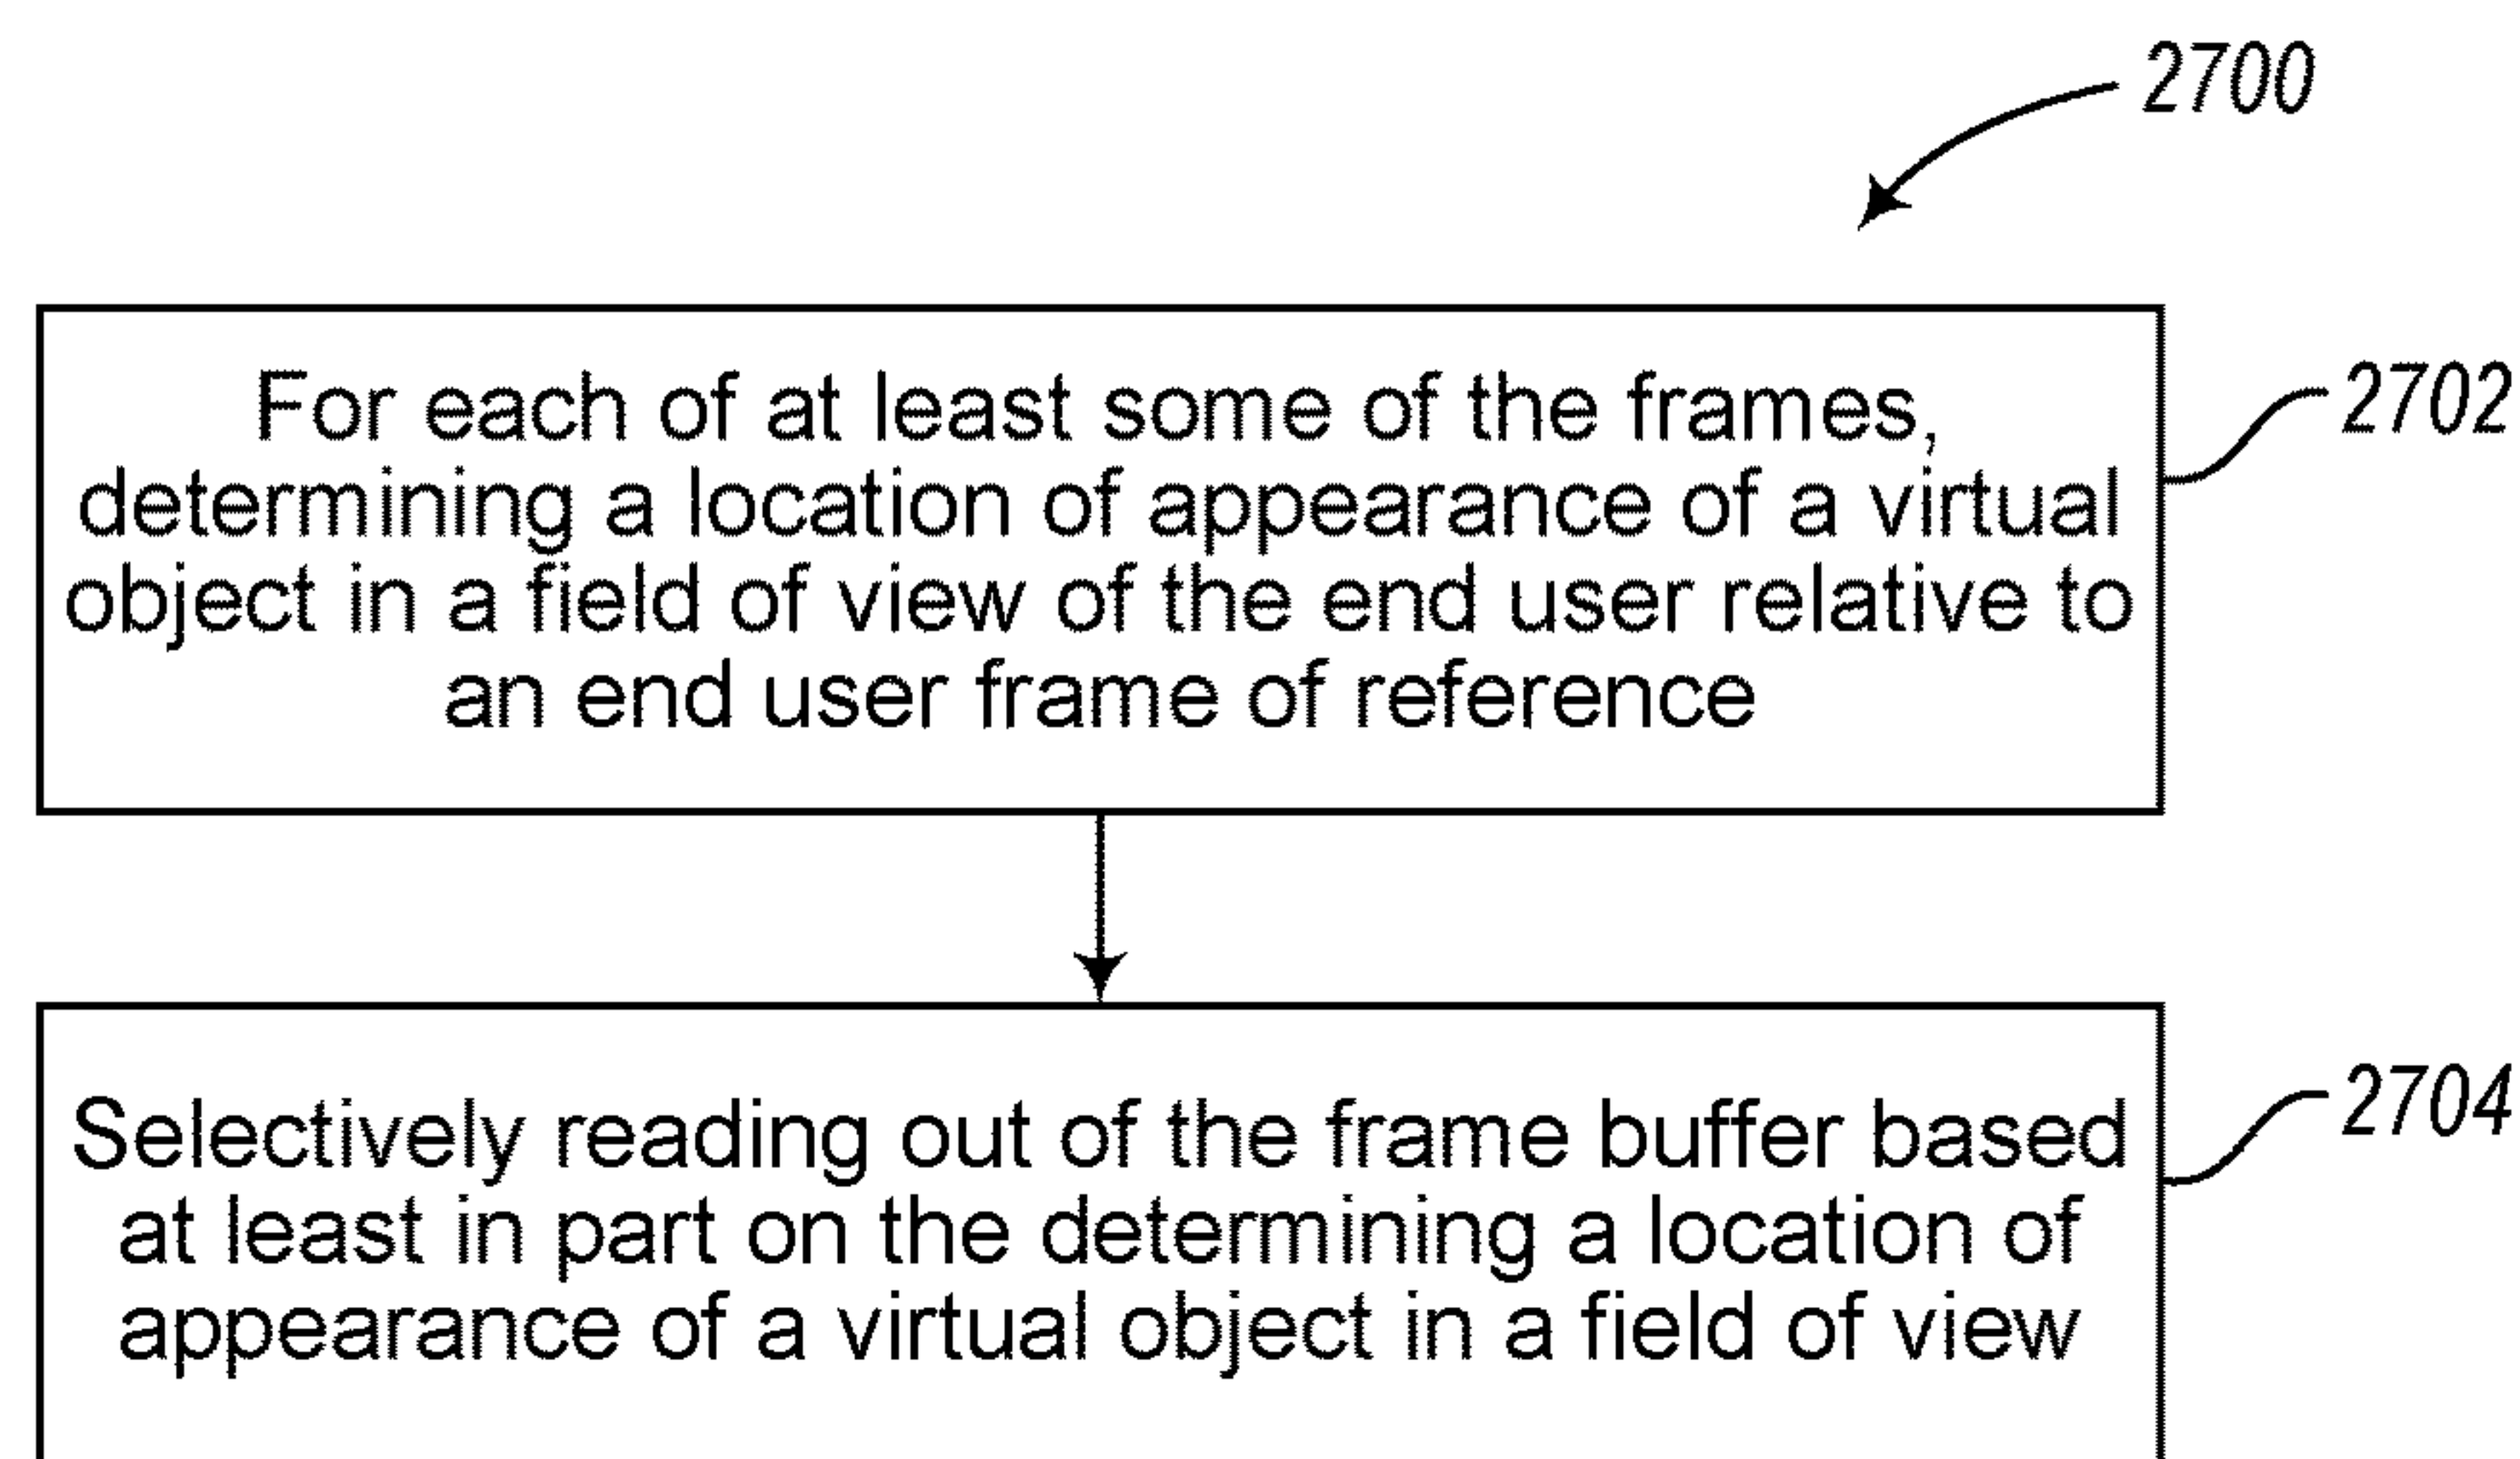 2700
For each of at least some of the frames,
determining a location of appearance of a virtual
object in a field of view of the end user relative to
an end user frame of reference
2702
Selectively reading out of the frame buffer based
at least in part on the determining a location of
appearance of a virtual object in a field of view
2704